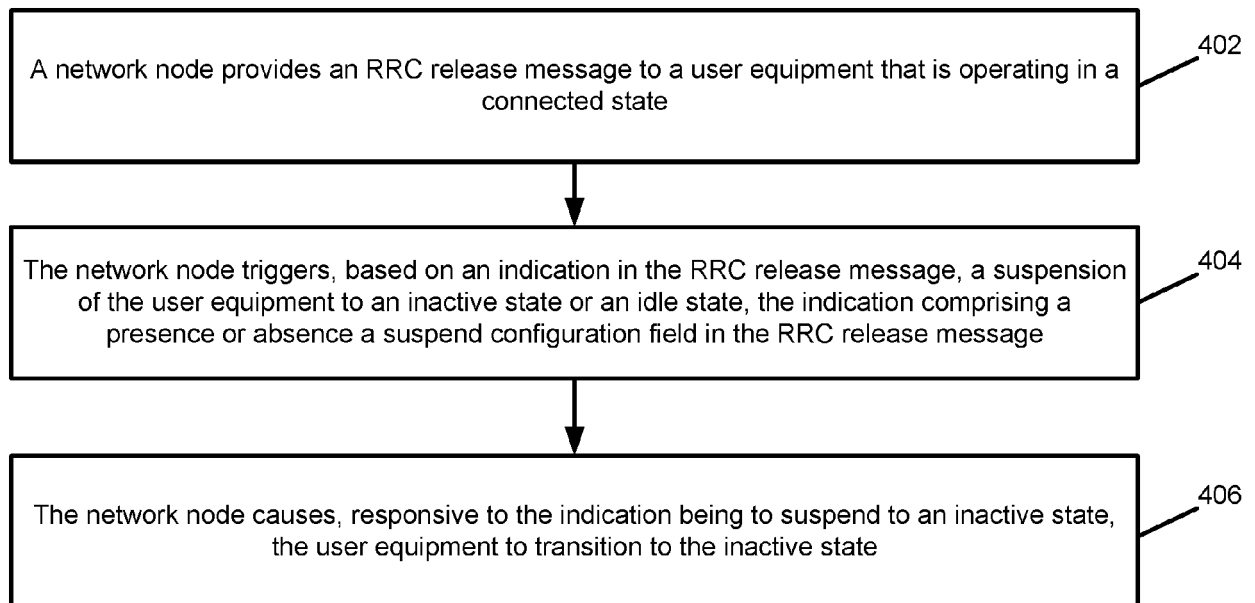 A network node provides an RRC release message to a user equipment that is operating in a
connected state
402
The network node triggers, based on an indication in the RRC release message, a suspension
of the user equipment to an inactive state or an idle state, the indication comprising a
presence or absence a suspend configuration field in the RRC release message
404
The network node causes, responsive to the indication being to suspend to an inactive state,
the user equipment to transition to the inactive state
406